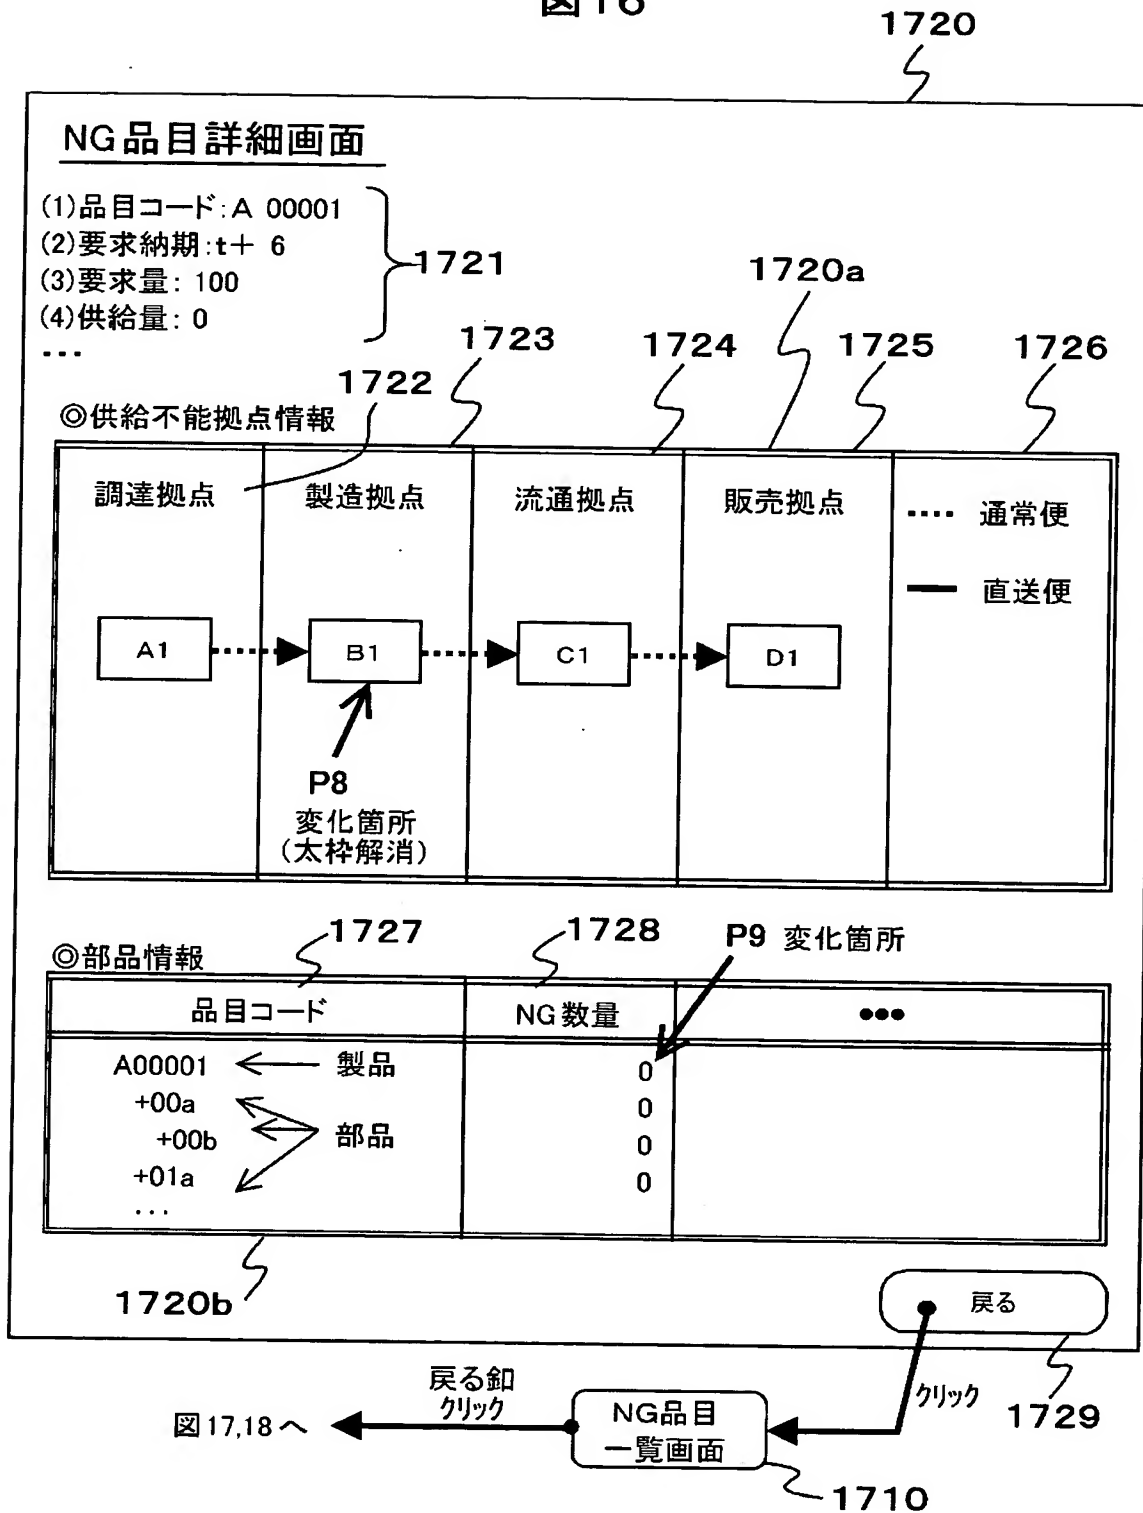 図16
1720
NG品目詳細画面
(1)品目コード:A 00001
(2)要求納期:t+ 6
(3)要求量: 100
(4)供給量: 0
...
1721
1720a
1723
1724
1725
1726
1722
◎供給不能拠点情報
調達拠点
製造拠点
流通拠点
販売拠点
通常便
直送便
A1
B1
C1
D1
P8
変化箇所
(太枠解消)
1727
1728
P9 変化箇所
◎部品情報
品目コード
NG数量
•••
A00001
製品
0
+00a
0
+00b
部品
0
+01a
0
...
1720b
戻る
戻る釦
クリック
クリック
1729
図17,18へ
NG品目
一覧画面
1710